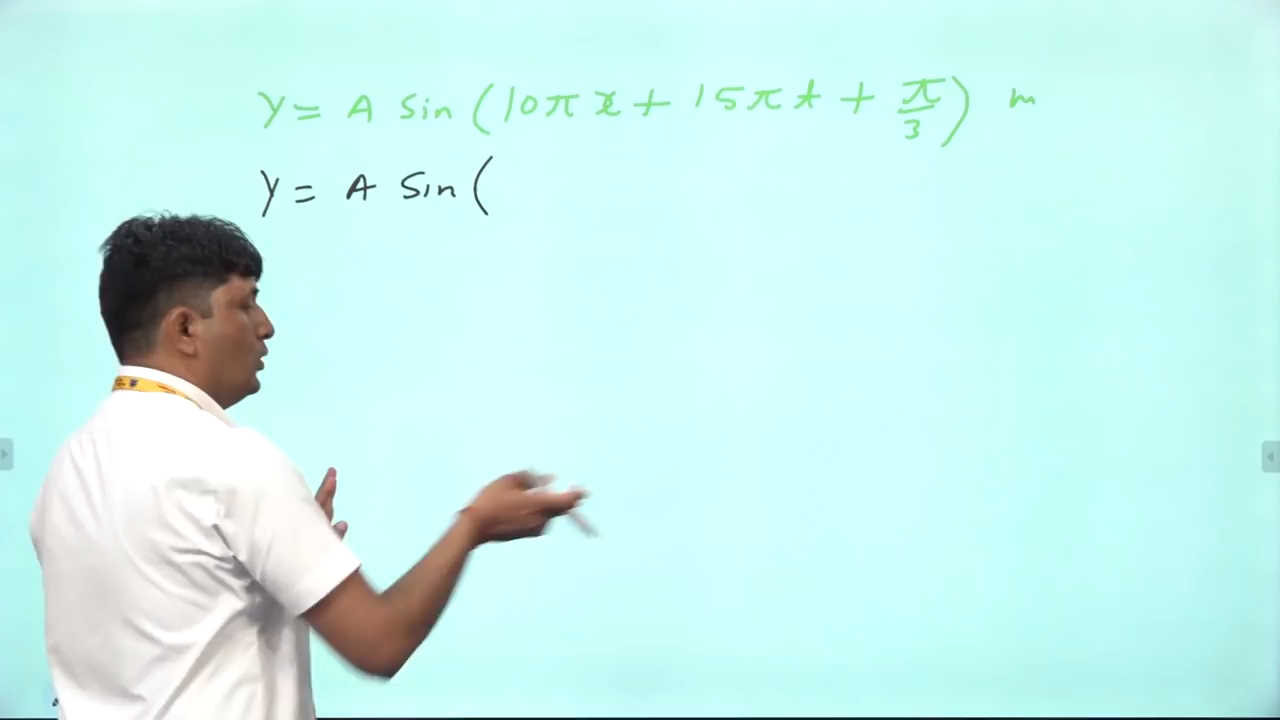 Y = A Sin (10πx + 15πt + π/3) m
Y = A Sin (